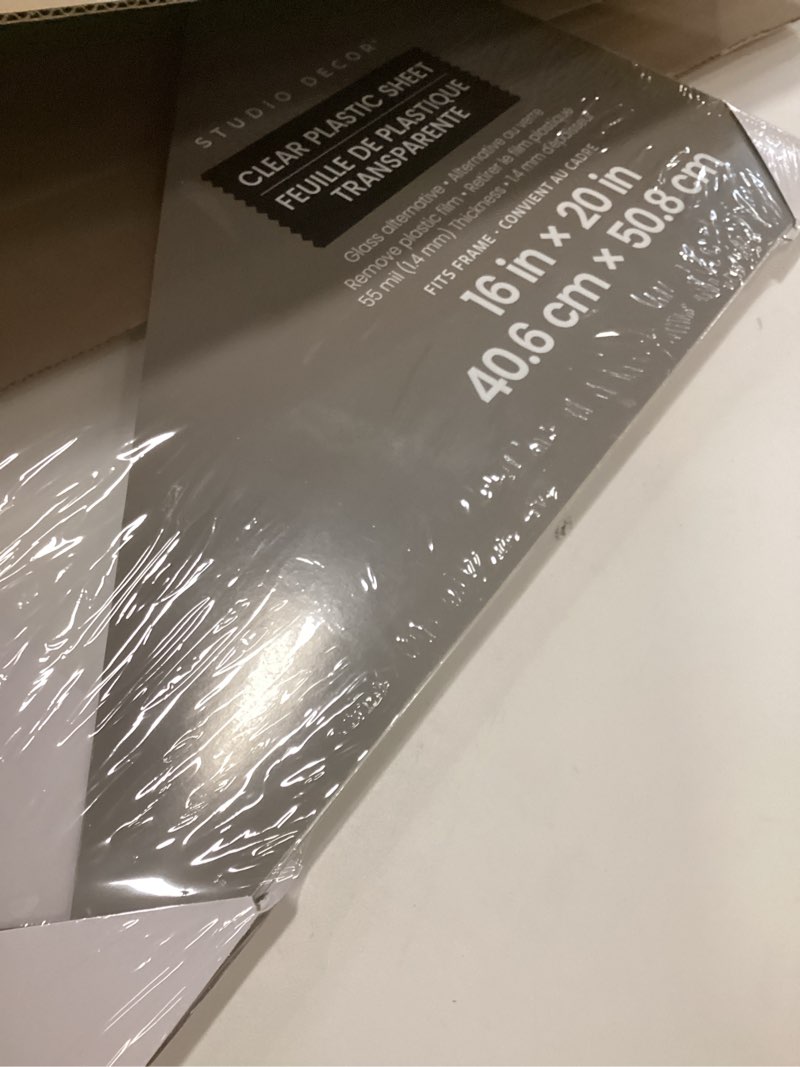 STUDIO DECOR
CLEAR PLASTIC SHEET
FEUILLE DE PLASTIQUE
TRANSPARENTE
Glass alternative • Alternative au verre
Remove plastic film • Retirer le film plastique
55 mil (1.4 mm) Thickness • 1.4 mm d'épaisseur
FITS FRAME - CONVIENT AU CADRE
16 in × 20 in
40.6 cm × 50.8 cm